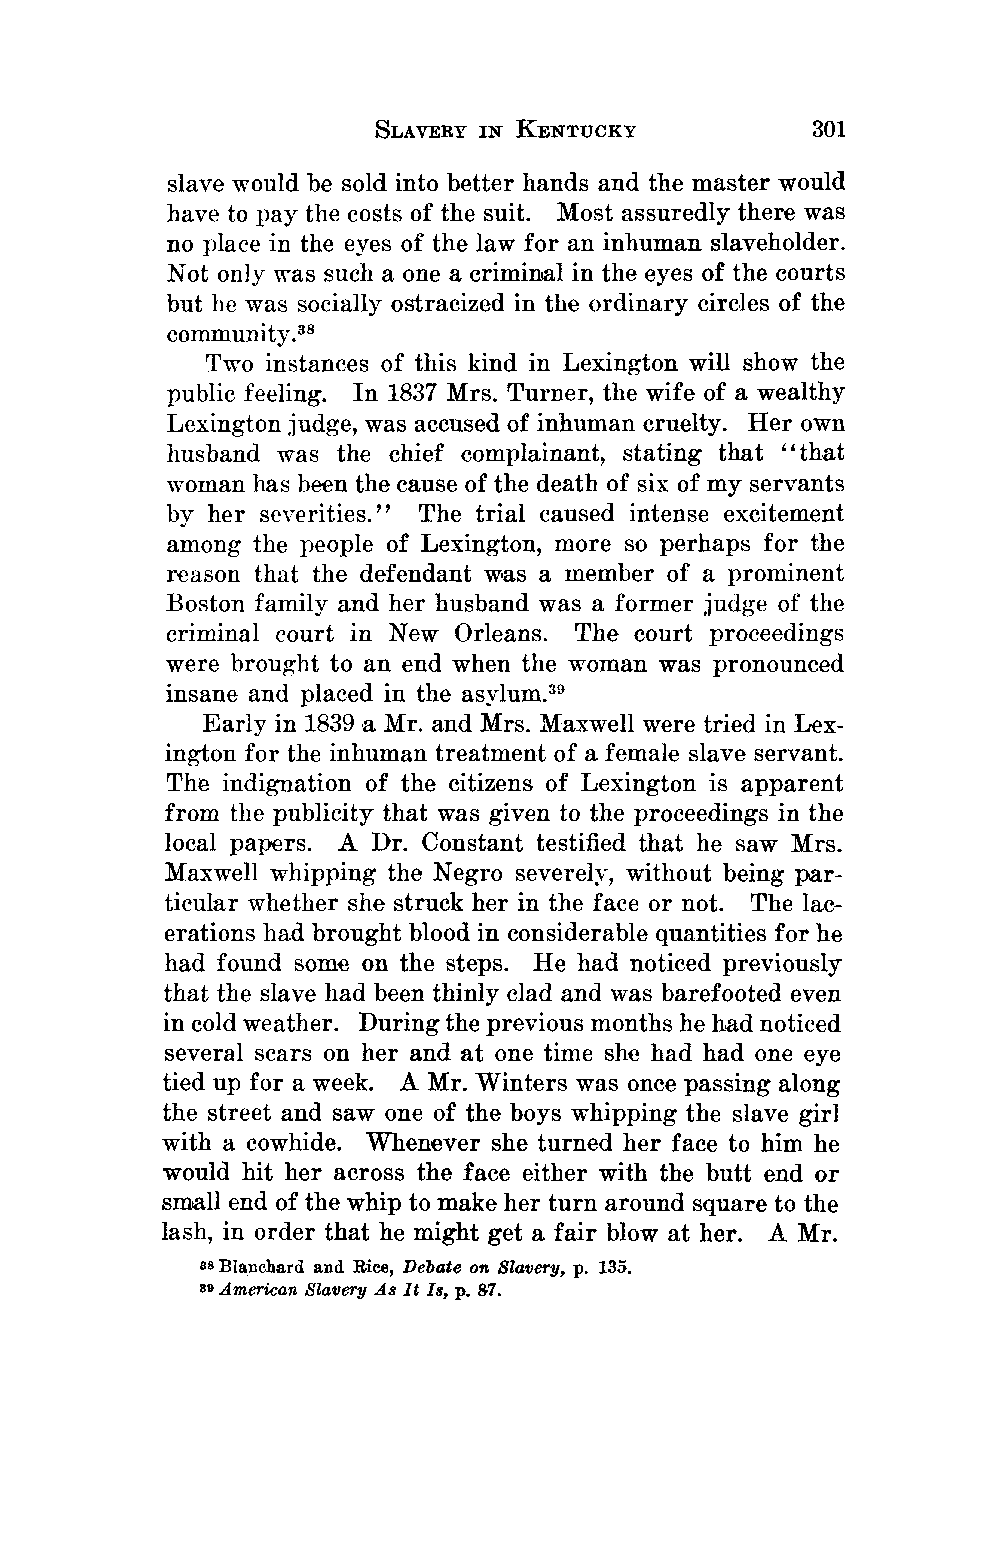 SLAVERY IN KENTUCKY 301
slave would be sold into better hands and the master would
have to pay the costs of the suit. Most assuredly there was
no place in the eyes of the law for an inhuman slaveholder.
Not only was such a one a criminal in the eyes of the courts
but he was socially ostracized in the ordinary circles of the
community.³⁸
Two instances of this kind in Lexington will show the
public feeling. In 1837 Mrs. Turner, the wife of a wealthy
Lexington judge, was accused of inhuman cruelty. Her own
husband was the chief complainant, stating that “that
woman has been the cause of the death of six of my servants
by her severities.” The trial caused intense excitement
among the people of Lexington, more so perhaps for the
reason that the defendant was a member of a prominent
Boston family and her husband was a former judge of the
criminal court in New Orleans. The court proceedings
were brought to an end when the woman was pronounced
insane and placed in the asylum.³⁹
Early in 1839 a Mr. and Mrs. Maxwell were tried in Lex-
ington for the inhuman treatment of a female slave servant.
The indignation of the citizens of Lexington is apparent
from the publicity that was given to the proceedings in the
local papers. A Dr. Constant testified that he saw Mrs.
Maxwell whipping the Negro severely, without being par-
ticular whether she struck her in the face or not. The lac-
erations had brought blood in considerable quantities for he
had found some on the steps. He had noticed previously
that the slave had been thinly clad and was barefooted even
in cold weather. During the previous months he had noticed
several scars on her and at one time she had had one eye
tied up for a week. A Mr. Winters was once passing along
the street and saw one of the boys whipping the slave girl
with a cowhide. Whenever she turned her face to him he
would hit her across the face either with the butt end or
small end of the whip to make her turn around square to the
lash, in order that he might get a fair blow at her. A Mr.
³⁸ Blanchard and Rice, Debate on Slavery, p. 135.
³⁹ American Slavery As It Is, p. 87.